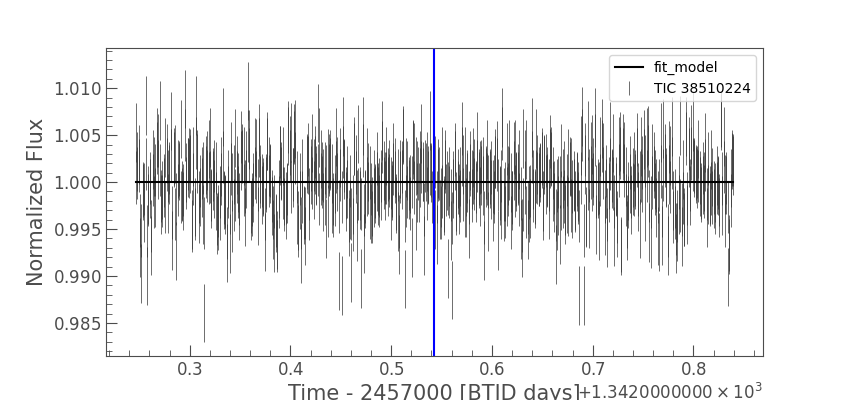 fit_model
TIC 38510224
1.010
1.005
1.000
0.995
0.990
0.985
Normalized Flux
0.3 0.4 0.5 0.6 0.7 0.8
Time - 2457000 [BTJD days]
+1.3420000000 × 10³